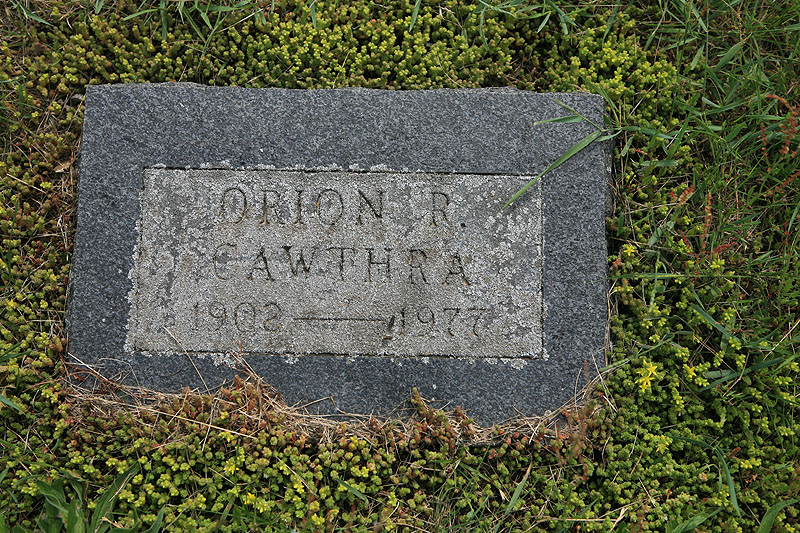 ORION R.
CAWTHRA
1902 — 1977